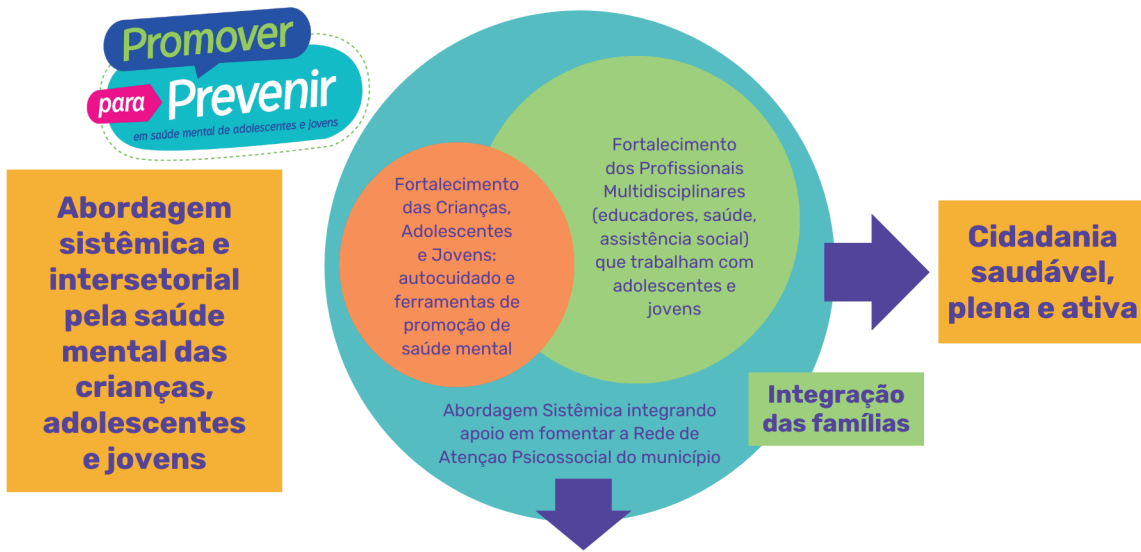 Promover
para Prevenir
em saúde mental de adolescentes e jovens
Abordagem
sistêmica e
intersetorial
pela saúde
mental das
crianças,
adolescentes
e jovens
Fortalecimento
das Crianças,
Adolescentes
e Jovens:
autocuidado e
ferramentas de
promoção de
saúde mental
Fortalecimento
dos Profissionais
Multidisciplinares
(educadores, saúde,
assistência social)
que trabalham com
adolescentes e
jovens
Abordagem Sistêmica integrando
apoio em fomentar a Rede de
Atençao Psicossocial do município
Integração
das famílias
Cidadania
saudável,
plena e ativa